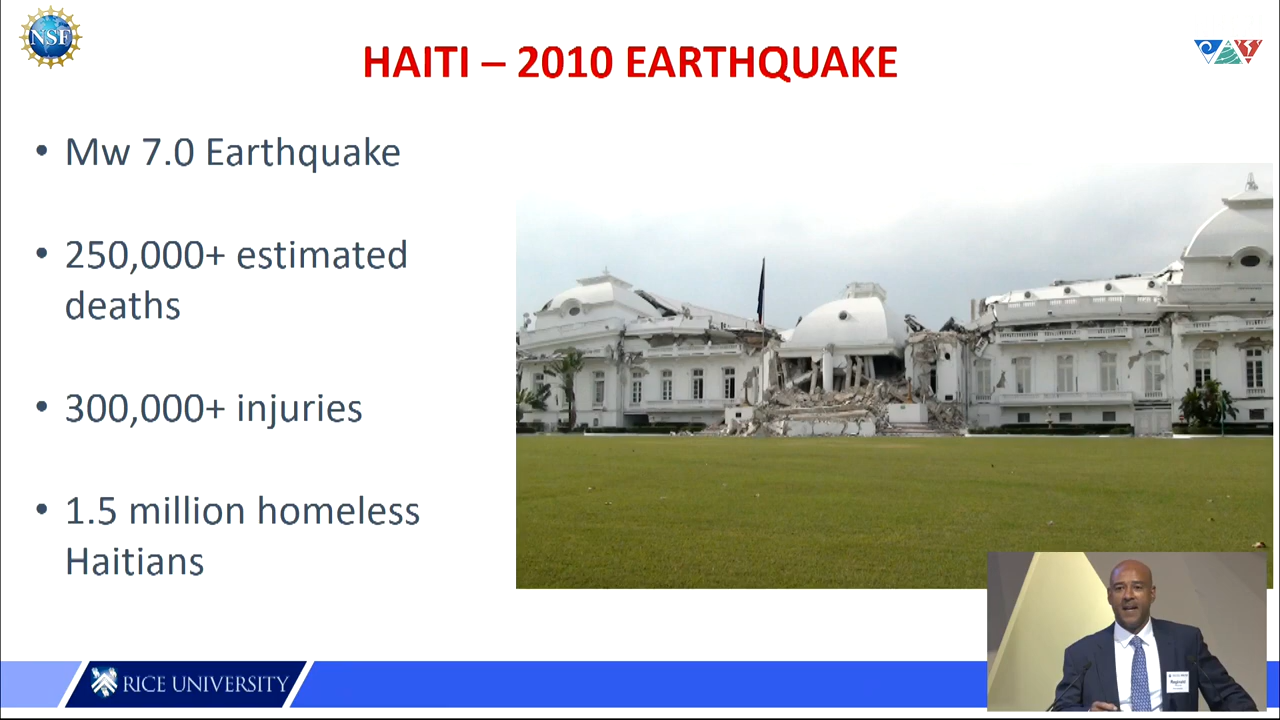 NSF
HAITI – 2010 EARTHQUAKE
• Mw 7.0 Earthquake
• 250,000+ estimated
deaths
• 300,000+ injuries
• 1.5 million homeless
Haitians
RICE UNIVERSITY
Reginald